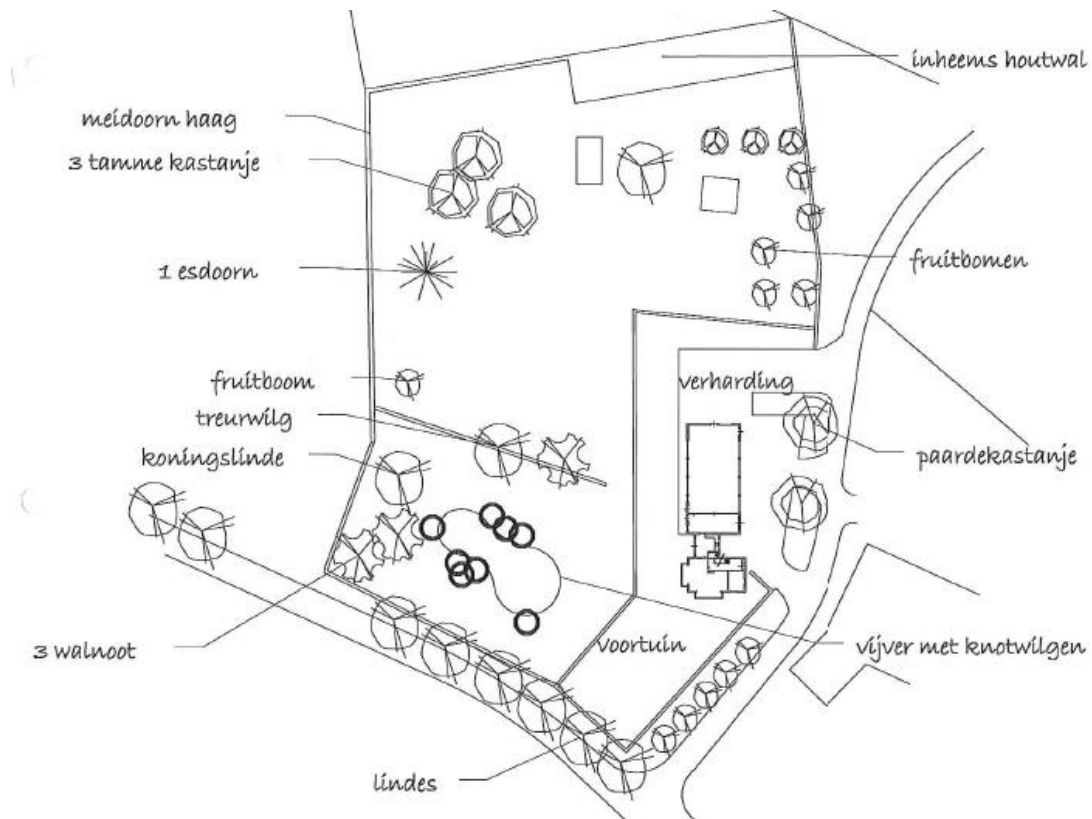 inheems houtwal
meidoorn haag
3 tamme kastanje
1 esdoorn
fruitbomen
fruitboom
verharding
treurwilg
koningslinde
paardekastanje
3 walnoot
voortuin
vijver met knotwilgen
lindes